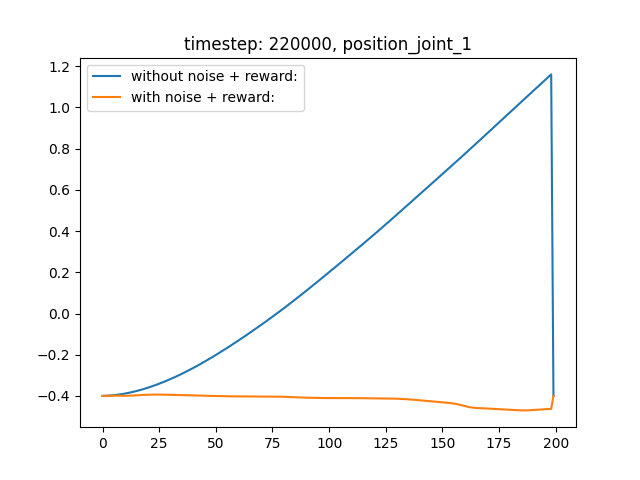 timestep: 220000, position_joint_1
without noise + reward:
with noise + reward:
1.2
1.0
0.8
0.6
0.4
0.2
0.0
−0.2
−0.4
0 25 50 75 100 125 150 175 200